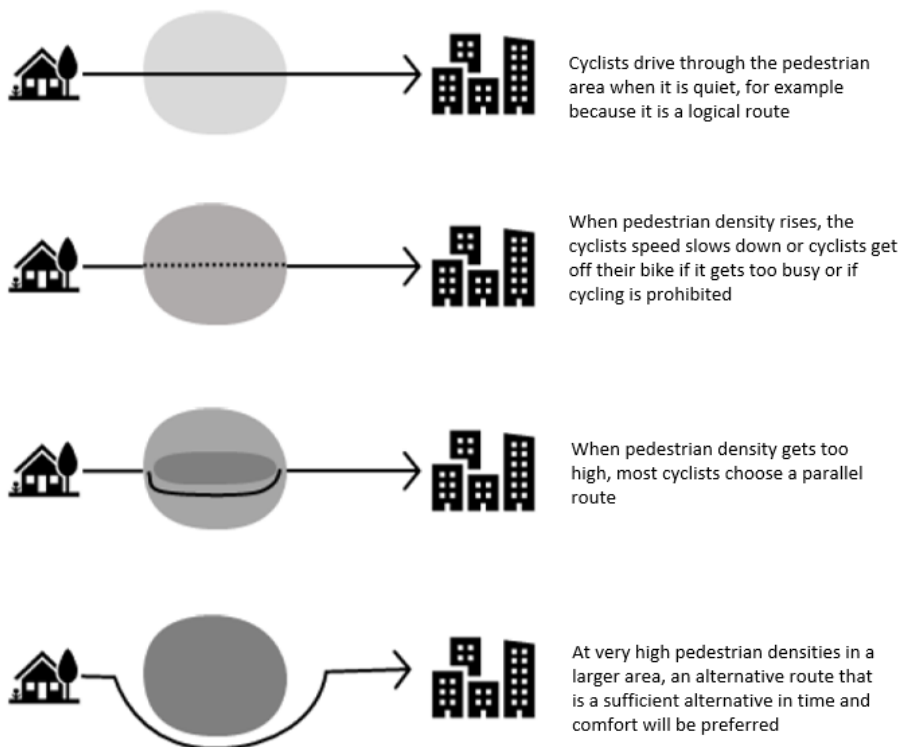 Cyclists drive through the pedestrian
area when it is quiet, for example
because it is a logical route
When pedestrian density rises, the
cyclists speed slows down or cyclists get
off their bike if it gets too busy or if
cycling is prohibited
When pedestrian density gets too
high, most cyclists choose a parallel
route
At very high pedestrian densities in a
larger area, an alternative route that
is a sufficient alternative in time and
comfort will be preferred